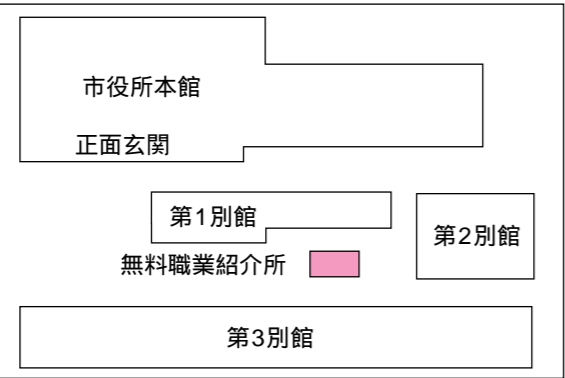 市役所本館
正面玄関
第1別館
第2別館
無料職業紹介所
第3別館